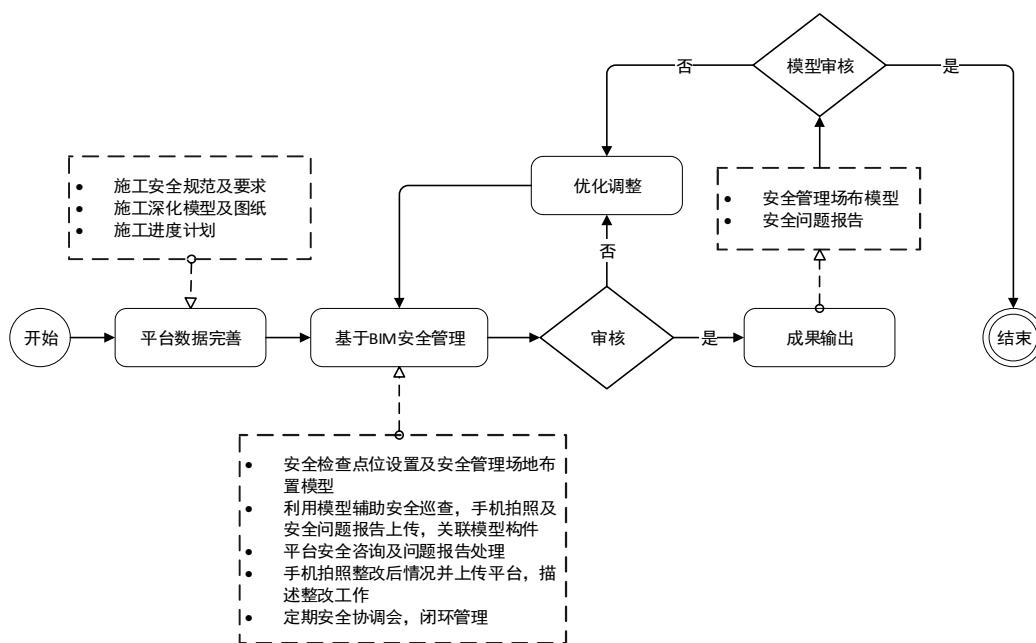 否
模型审核
是
施工安全规范及要求
施工深化模型及图纸
施工进度计划
优化调整
安全管理场布模型
安全问题报告
否
开始
平台数据完善
基于BIM安全管理
审核
是
成果输出
结束
安全检查点位设置及安全管理场地布
置模型
利用模型辅助安全巡查，手机拍照及
安全问题报告上传，关联模型构件
平台安全咨询及问题报告处理
手机拍照整改后情况并上传平台，描
述整改工作
定期安全协调会，闭环管理